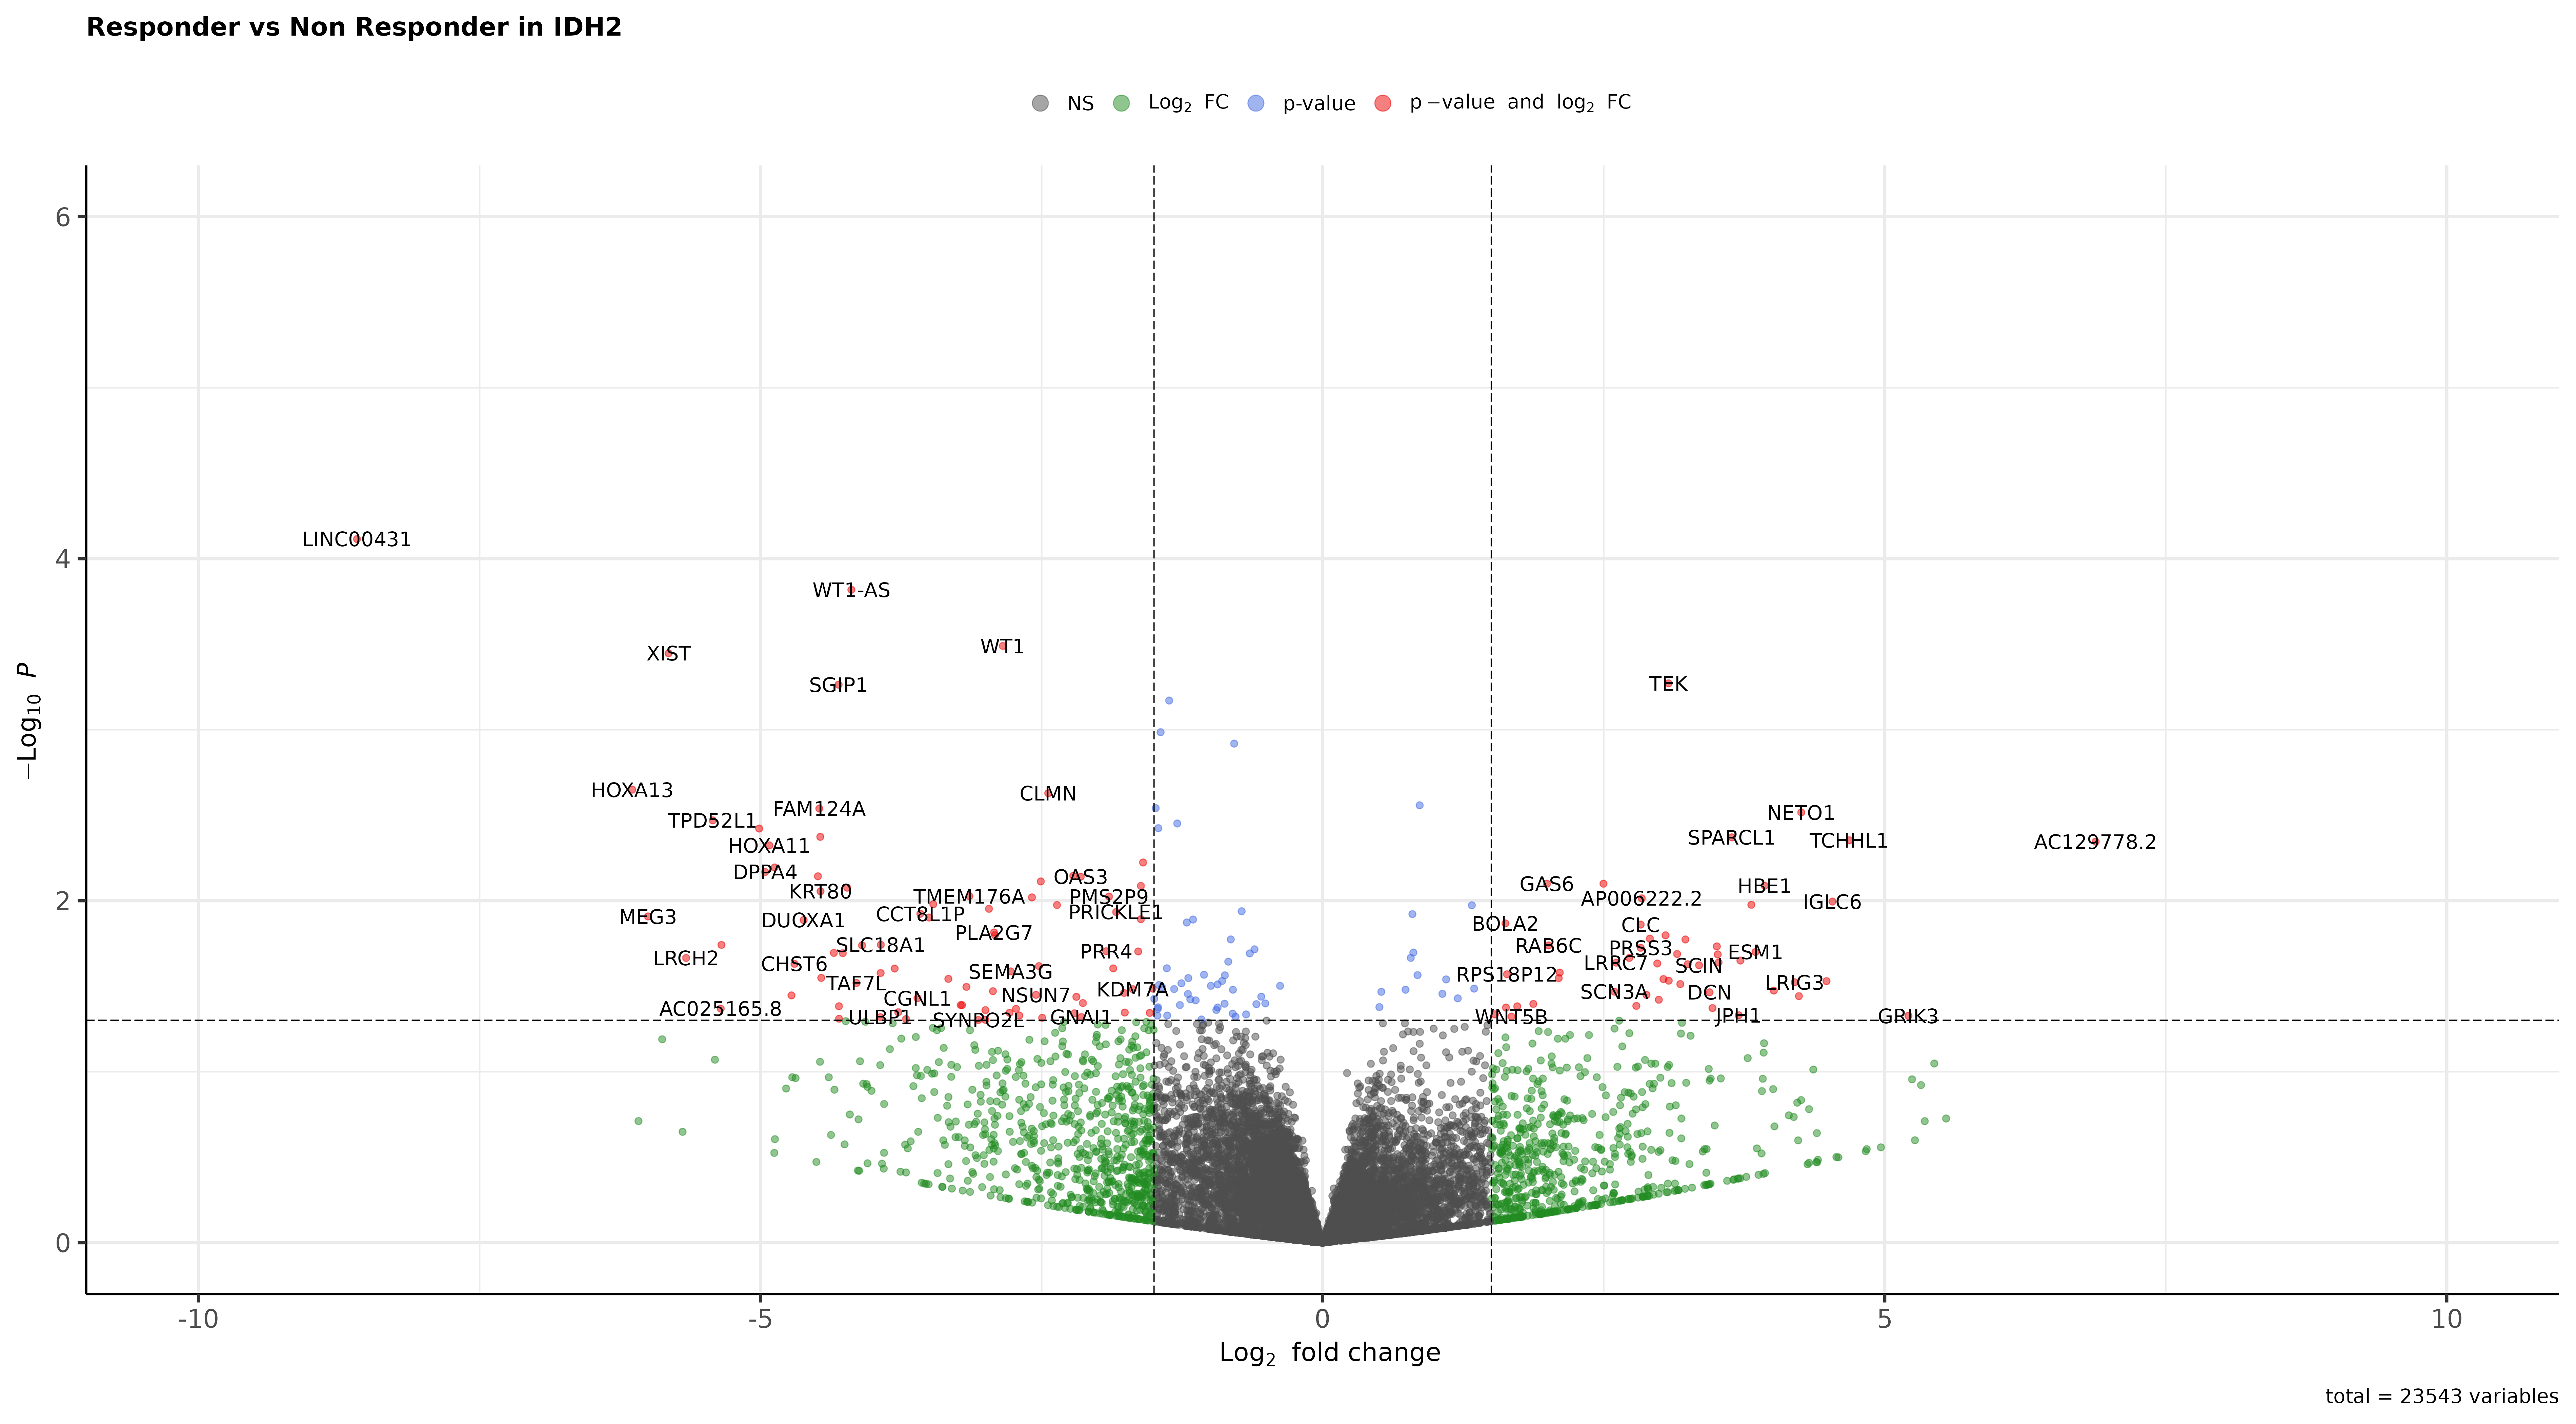 Responder vs Non Responder in IDH2
NS Log2 FC p-value p−value and log2 FC
6
4
2
0
−Log10 P
LINC00431
WT1-AS
WT1
XIST
SGIP1
TEK
HOXA13
CLMN
FAM124A
NETO1
TPD52L1
SPARCL1
TCHHL1
AC129778.2
HOXA11
DPPA4
OAS3
GAS6
HBE1
KRT80
TMEM176A
PMS2P9
AP006222.2
IGLC6
MEG3
DUOXA1
CCT8L1P
PRICKLE1
BOLA2
CLC
PLA2G7
SLC18A1
RAB6C
PRSS3
PRR4
ESM1
LRCH2
CHST6
LRRC7
SCIN
SEMA3G
RPS18P12
TAF7L
LRIG3
KDM7A
SCN3A
DCN
CGNL1
NSUN7
AC025165.8
ULBP1
SYNPO2L
GNAI1
WNT5B
JPH1
GRIK3
-10 -5 0 5 10
Log2 fold change
total = 23543 variables